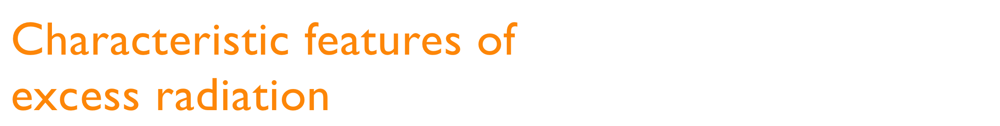 Characteristic features of
excess radiation